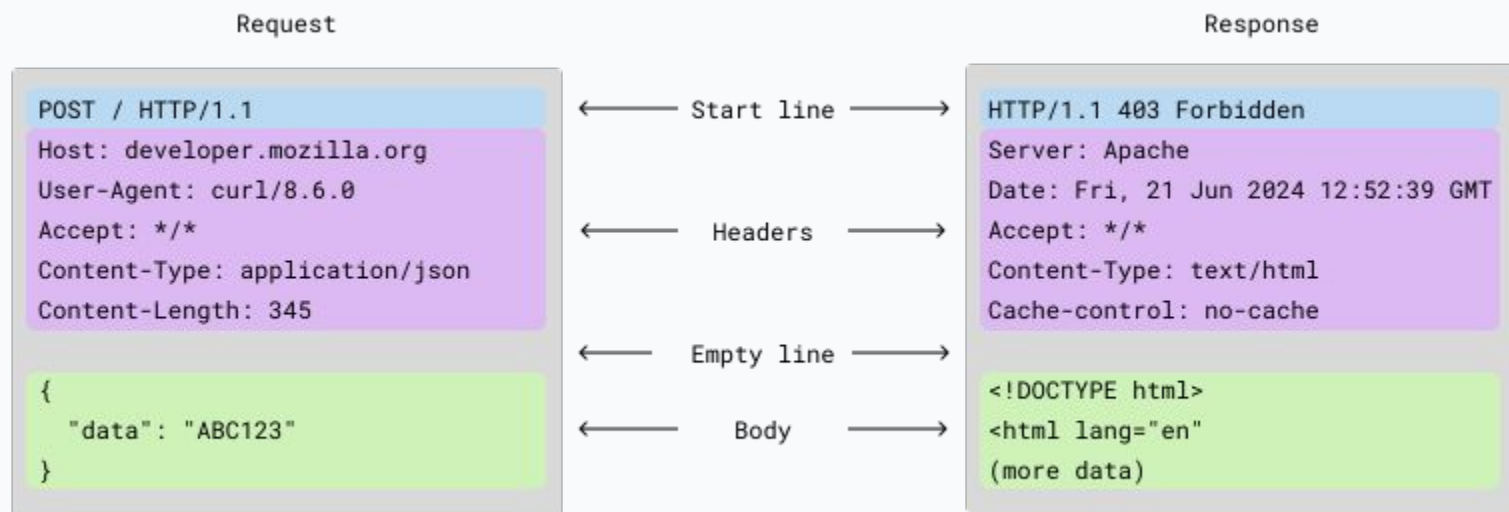 Request
POST / HTTP/1.1
Host: developer.mozilla.org
User-Agent: curl/8.6.0
Accept: */*
Content-Type: application/json
Content-Length: 345
{
"data": "ABC123"
}
Start line
Headers
Empty line
Body
Response
HTTP/1.1 403 Forbidden
Server: Apache
Date: Fri, 21 Jun 2024 12:52:39 GMT
Accept: */*
Content-Type: text/html
Cache-control: no-cache
<!DOCTYPE html>
<html lang="en"
(more data)